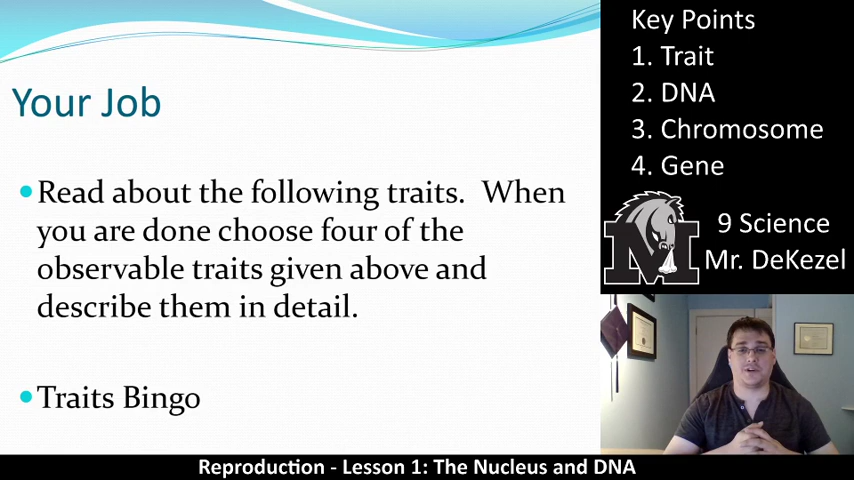 Your Job
Read about the following traits.  When
you are done choose four of the
observable traits given above and
describe them in detail.
Traits Bingo
Key Points
1. Trait
2. DNA
3. Chromosome
4. Gene
M
9 Science
Mr. DeKezel
Reproduction - Lesson 1: The Nucleus and DNA